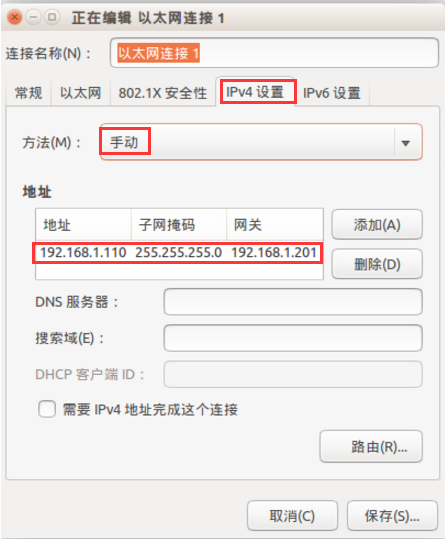 正在编辑 以太网连接 1
连接名称(N)： 以太网连接 1
常规 以太网 802.1X 安全性 IPv4 设置 IPv6 设置
方法(M)： 手动
地址
地址 子网掩码 网关 添加(A)
192.168.1.110 255.255.255.0 192.168.1.201
删除(D)
DNS 服务器：
搜索域(E)：
DHCP 客户端 ID：
需要 IPv4 地址完成这个连接
路由(R)...
取消(C) 保存(S)...